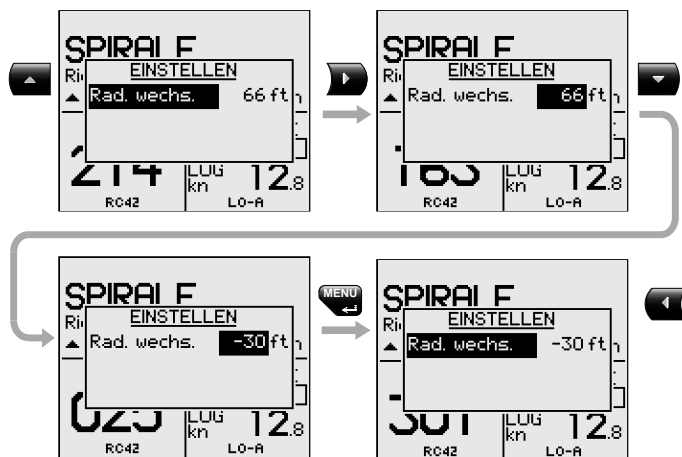 SPIRALE
EINSTELLEN
Rad. wechs. 66 ft
LOG
kn 12.8
RC42 LO-A
SPIRALE
EINSTELLEN
Rad. wechs. 66 ft
LOG
kn 12.8
RC42 LO-A
SPIRALE
EINSTELLEN
Rad. wechs. -30 ft
LOG
kn 12.8
RC42 LO-A
MENU
SPIRALE
EINSTELLEN
Rad. wechs. -30 ft
LOG
kn 12.8
RC42 LO-A